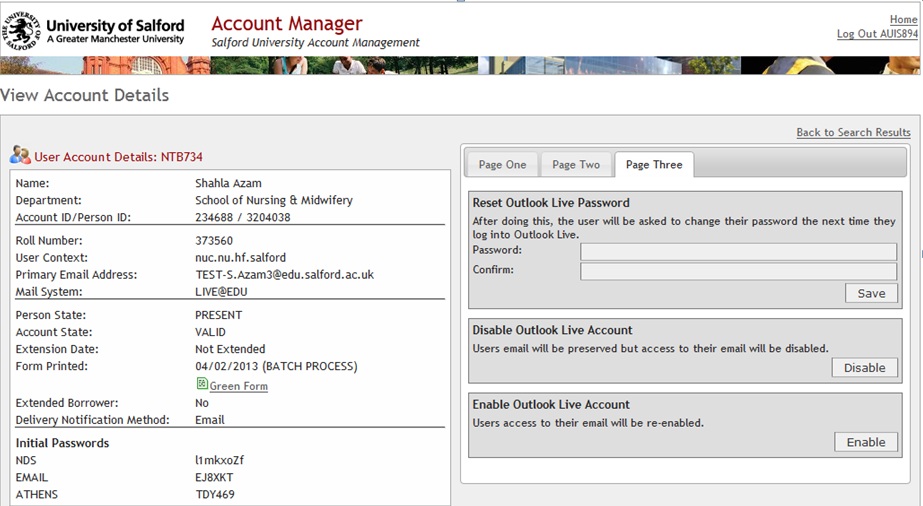 THE UNIVERSITY OF SALFORD
University of Salford
A Greater Manchester University
Account Manager
Salford University Account Management
Home
Log Out AUIS894
View Account Details
Back to Search Results
User Account Details: NTB734
Name: Shahla Azam
Department: School of Nursing & Midwifery
Account ID/Person ID: 234688 / 3204038
Roll Number: 373560
User Context: nuc.nu.hf.salford
Primary Email Address: TEST-S.Azam3@edu.salford.ac.uk
Mail System: LIVE@EDU
Person State: PRESENT
Account State: VALID
Extension Date: Not Extended
Form Printed: 04/02/2013 (BATCH PROCESS)
Green Form
Extended Borrower: No
Delivery Notification Method: Email
Initial Passwords
NDS l1mkxoZf
EMAIL EJ8XKT
ATHENS TDY469
Page One Page Two Page Three
Reset Outlook Live Password
After doing this, the user will be asked to change their password the next time they
log into Outlook Live.
Password:
Confirm:
Save
Disable Outlook Live Account
Users email will be preserved but access to their email will be disabled.
Disable
Enable Outlook Live Account
Users access to their email will be re-enabled.
Enable